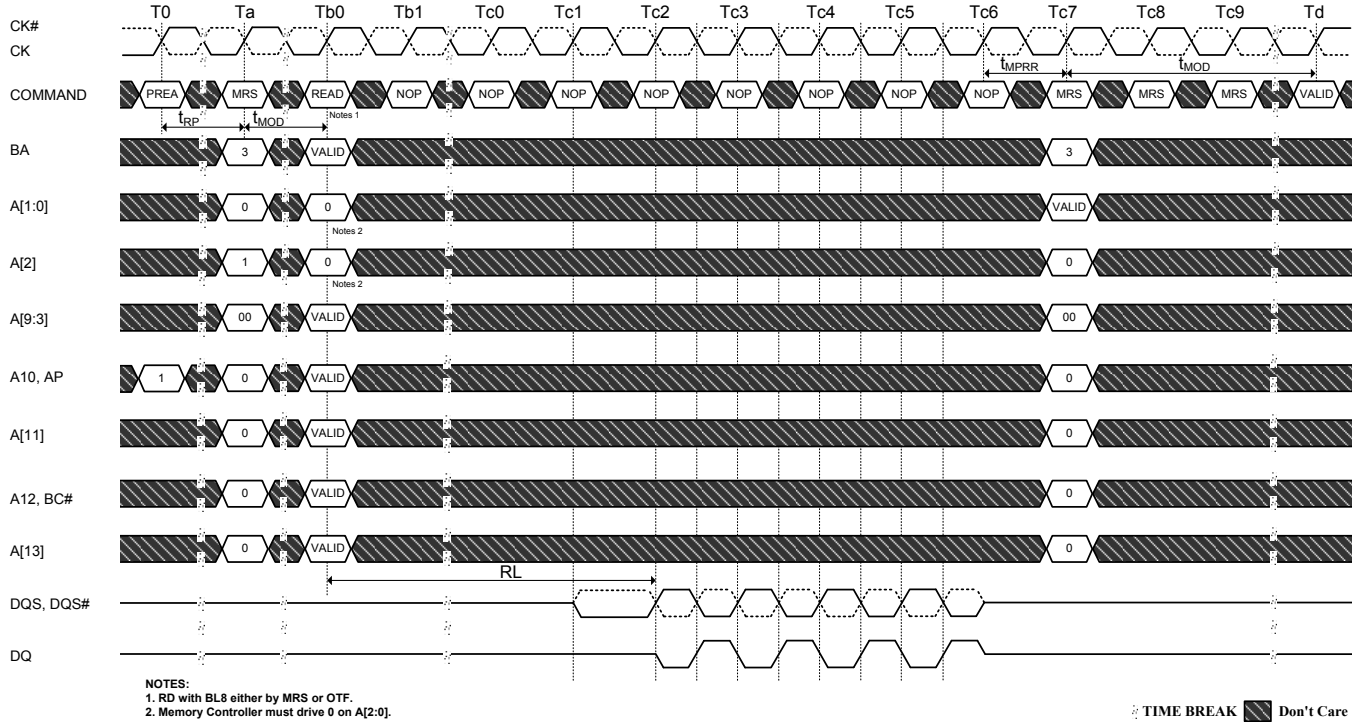 T0 Ta Tb0 Tb1 Tc0 Tc1 Tc2 Tc3 Tc4 Tc5 Tc6 Tc7 Tc8 Tc9 Td
CK#
CK
tMPRR tMOD
COMMAND PREA MRS READ NOP NOP NOP NOP NOP NOP NOP NOP MRS MRS MRS VALID
tRP tMOD Notes 1
BA 3 VALID 3
A[1:0] 0 0 VALID
Notes 2
A[2] 1 0 0
Notes 2
A[9:3] 00 VALID 00
A10, AP 1 0 VALID 0
A[11] 0 VALID 0
A12, BC# 0 VALID 0
A[13] 0 VALID 0
RL
DQS, DQS#
DQ
NOTES:
1. RD with BL8 either by MRS or OTF.
2. Memory Controller must drive 0 on A[2:0].
TIME BREAK Don't Care